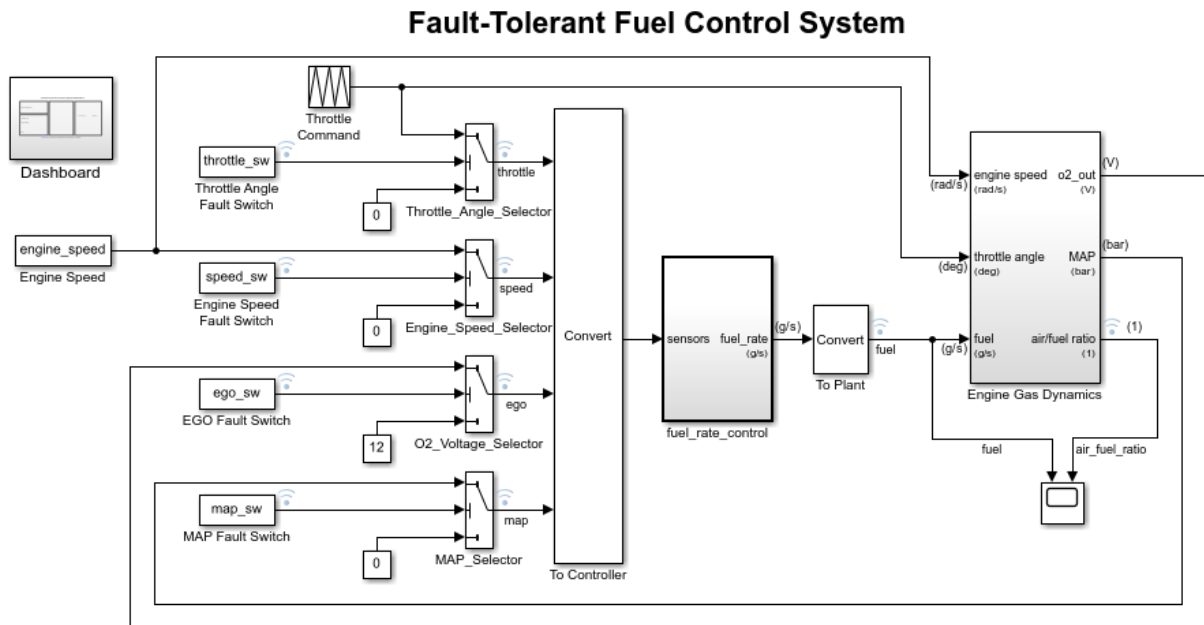 Fault-Tolerant Fuel Control System
Dashboard
Throttle
Command
throttle_sw
Throttle Angle
Fault Switch
0
throttle
Throttle_Angle_Selector
engine_speed
Engine Speed
speed_sw
Engine Speed
Fault Switch
0
speed
Engine_Speed_Selector
ego_sw
EGO Fault Switch
12
ego
O2_Voltage_Selector
map_sw
MAP Fault Switch
0
map
MAP_Selector
Convert
To Controller
sensors
fuel_rate
(g/s)
(g/s)
fuel_rate_control
Convert
To Plant
fuel
(rad/s)
engine speed
(rad/s)
o2_out
(V)
(V)
(deg)
throttle angle
(deg)
MAP
(bar)
(bar)
(g/s)
fuel
(g/s)
air/fuel ratio
(1)
(1)
Engine Gas Dynamics
fuel
air_fuel_ratio